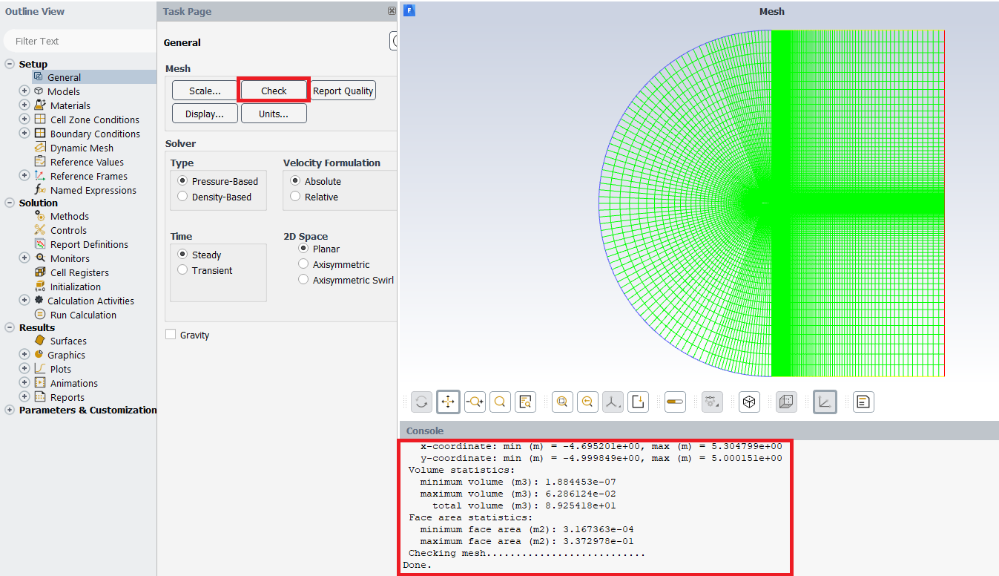 Outline View
Filter Text
Setup
General
Models
Materials
Cell Zone Conditions
Boundary Conditions
Dynamic Mesh
Reference Values
Reference Frames
Named Expressions
Solution
Methods
Controls
Report Definitions
Monitors
Cell Registers
Initialization
Calculation Activities
Run Calculation
Results
Surfaces
Graphics
Plots
Animations
Reports
Parameters & Customization
Task Page
General
Mesh
Scale...
Check
Report Quality
Display...
Units...
Solver
Type
Pressure-Based
Density-Based
Velocity Formulation
Absolute
Relative
Time
Steady
Transient
2D Space
Planar
Axisymmetric
Axisymmetric Swirl
Gravity
F
Mesh
Console
x-coordinate: min (m) = -4.695201e+00, max (m) = 5.304799e+00
y-coordinate: min (m) = -4.999849e+00, max (m) = 5.000151e+00
Volume statistics:
minimum volume (m3): 1.884453e-07
maximum volume (m3): 6.286124e-02
total volume (m3): 8.925418e+01
Face area statistics:
minimum face area (m2): 3.167363e-04
maximum face area (m2): 3.372978e-01
Checking mesh...........................
Done.